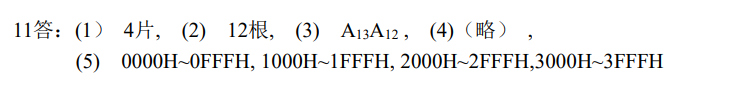 11答：(1） 4片, (2) 12根, (3) A13A12 , (4)（略）,
(5) 0000H~0FFFH, 1000H~1FFFH, 2000H~2FFFH,3000H~3FFFH